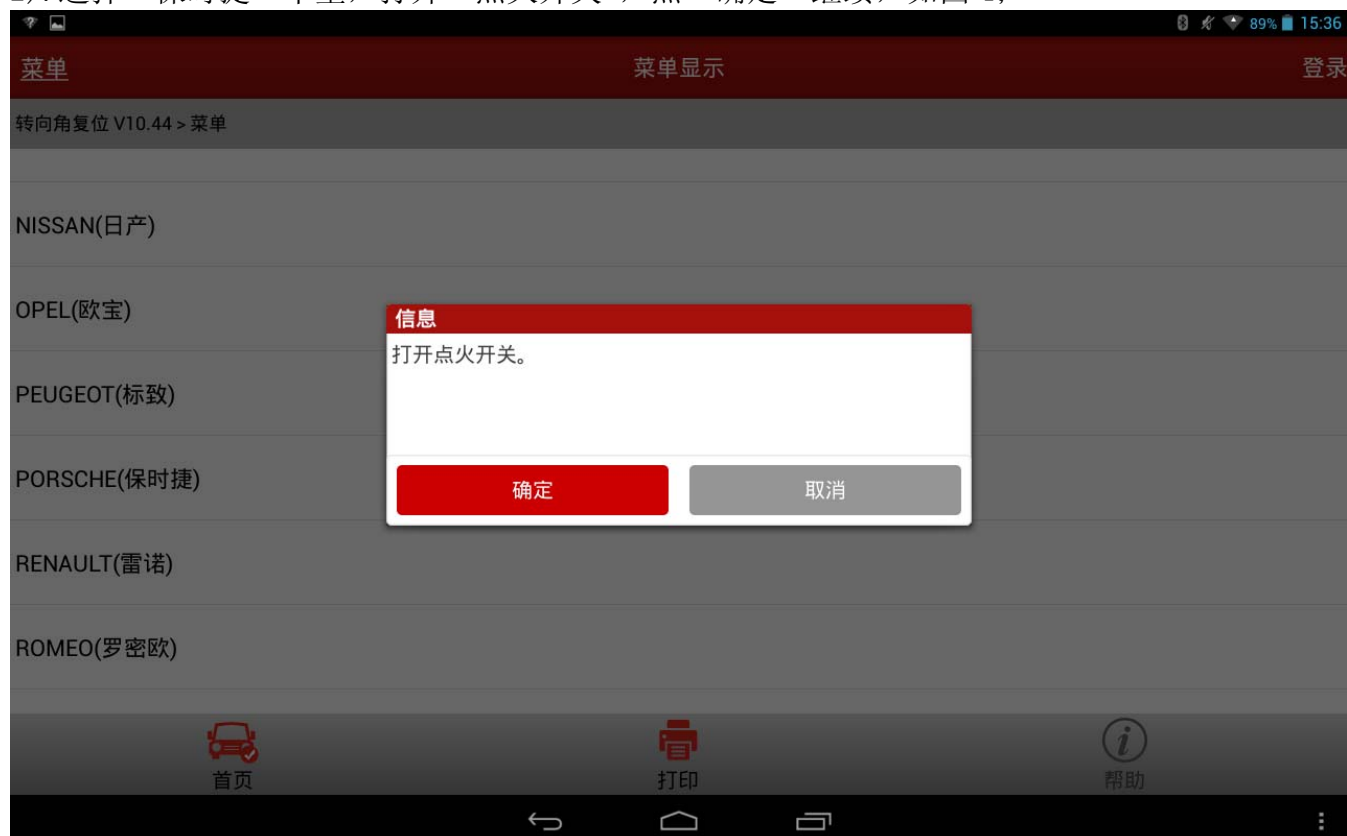 89% 15:36
菜单 菜单显示 登录
转向角复位 V10.44 > 菜单
NISSAN(日产)
OPEL(欧宝)
信息
打开点火开关。
PEUGEOT(标致)
PORSCHE(保时捷)
确定 取消
RENAULT(雷诺)
ROMEO(罗密欧)
首页 打印 帮助